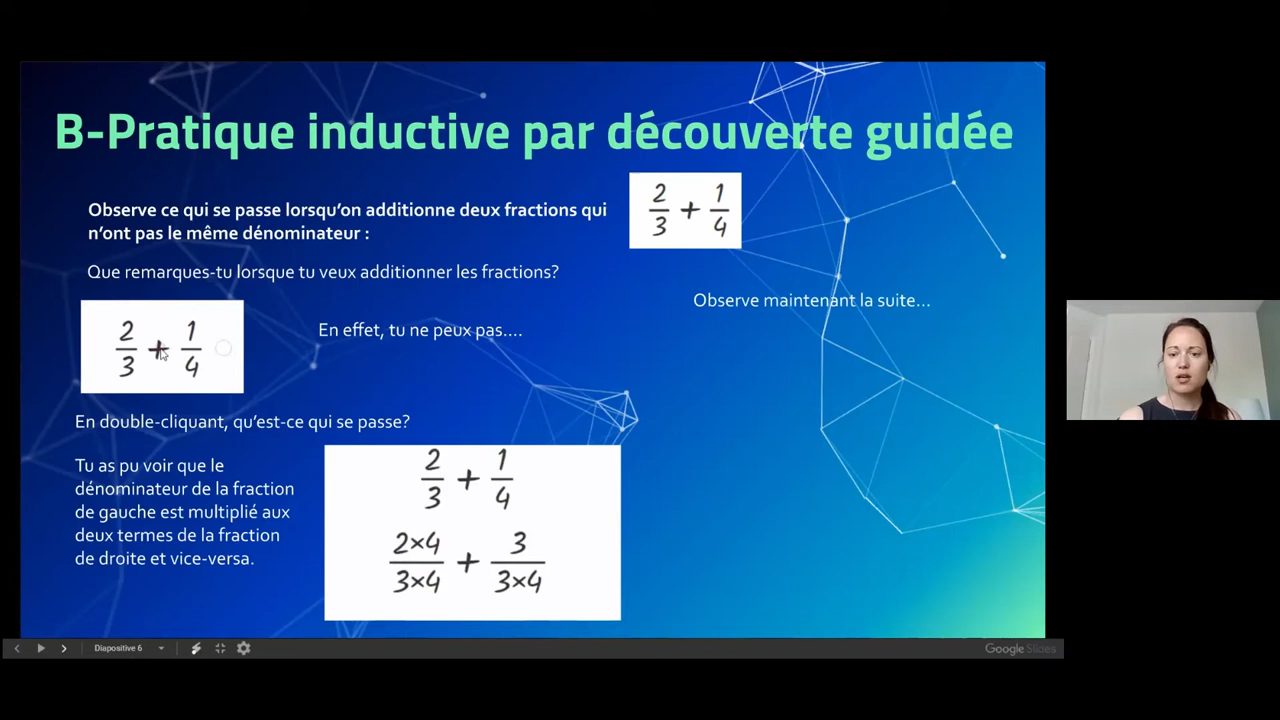 B-Pratique inductive par découverte guidée
Observe ce qui se passe lorsqu'on additionne deux fractions qui
n'ont pas le même dénominateur :
2/3 + 1/4
Que remarques-tu lorsque tu veux additionner les fractions?
Observe maintenant la suite...
2/3 + 1/4
En effet, tu ne peux pas....
En double-cliquant, qu'est-ce qui se passe?
Tu as pu voir que le
dénominateur de la fraction
de gauche est multiplié aux
deux termes de la fraction
de droite et vice-versa.
2/3 + 1/4
2×4/3×4 + 3/3×4
Diapositive 6
Google Slides